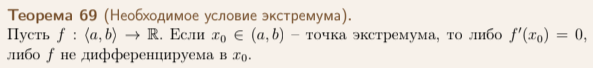 Теорема 69 (Необходимое условие экстремума).
Пусть f : ⟨a, b⟩ → ℝ. Если x₀ ∈ (a, b) – точка экстремума, то либо f′(x₀) = 0,
либо f не дифференцируема в x₀.